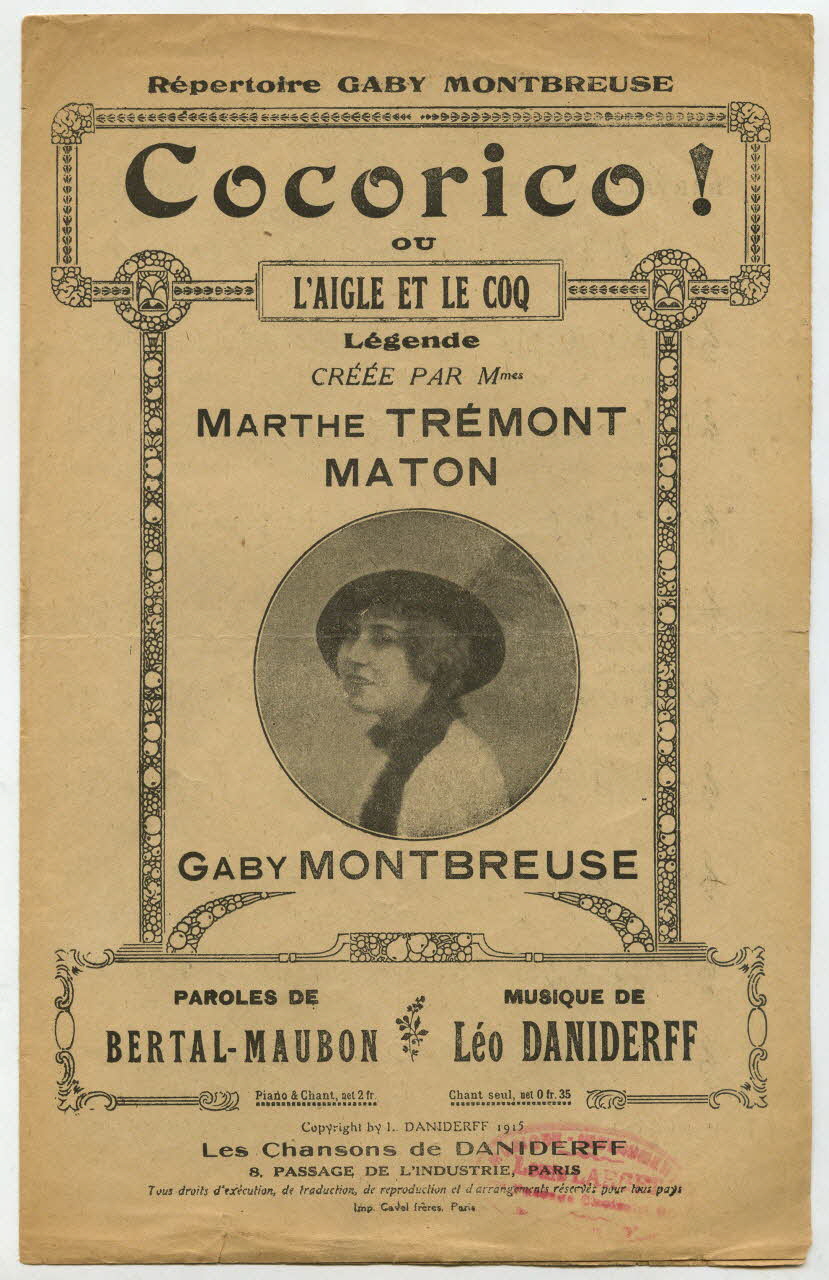 Répertoire GABY MONTBREUSE
Cocorico !
OU
L'AIGLE ET LE COQ
Légende
CRÉÉE PAR Mmes
MARTHE TRÉMONT
MATON
GABY MONTBREUSE
PAROLES DE
BERTAL-MAUBON
MUSIQUE DE
Léo DANIDERFF
Piano & Chant, net 2 fr.
Chant seul, net 0 fr. 35
Copyright by L. DANIDERFF 1915
Les Chansons de DANIDERFF
8, PASSAGE DE L'INDUSTRIE, PARIS
Tous droits d'exécution, de traduction, de reproduction et d'arrangements réservés pour tous pays
Imp. Cavel frères, Paris